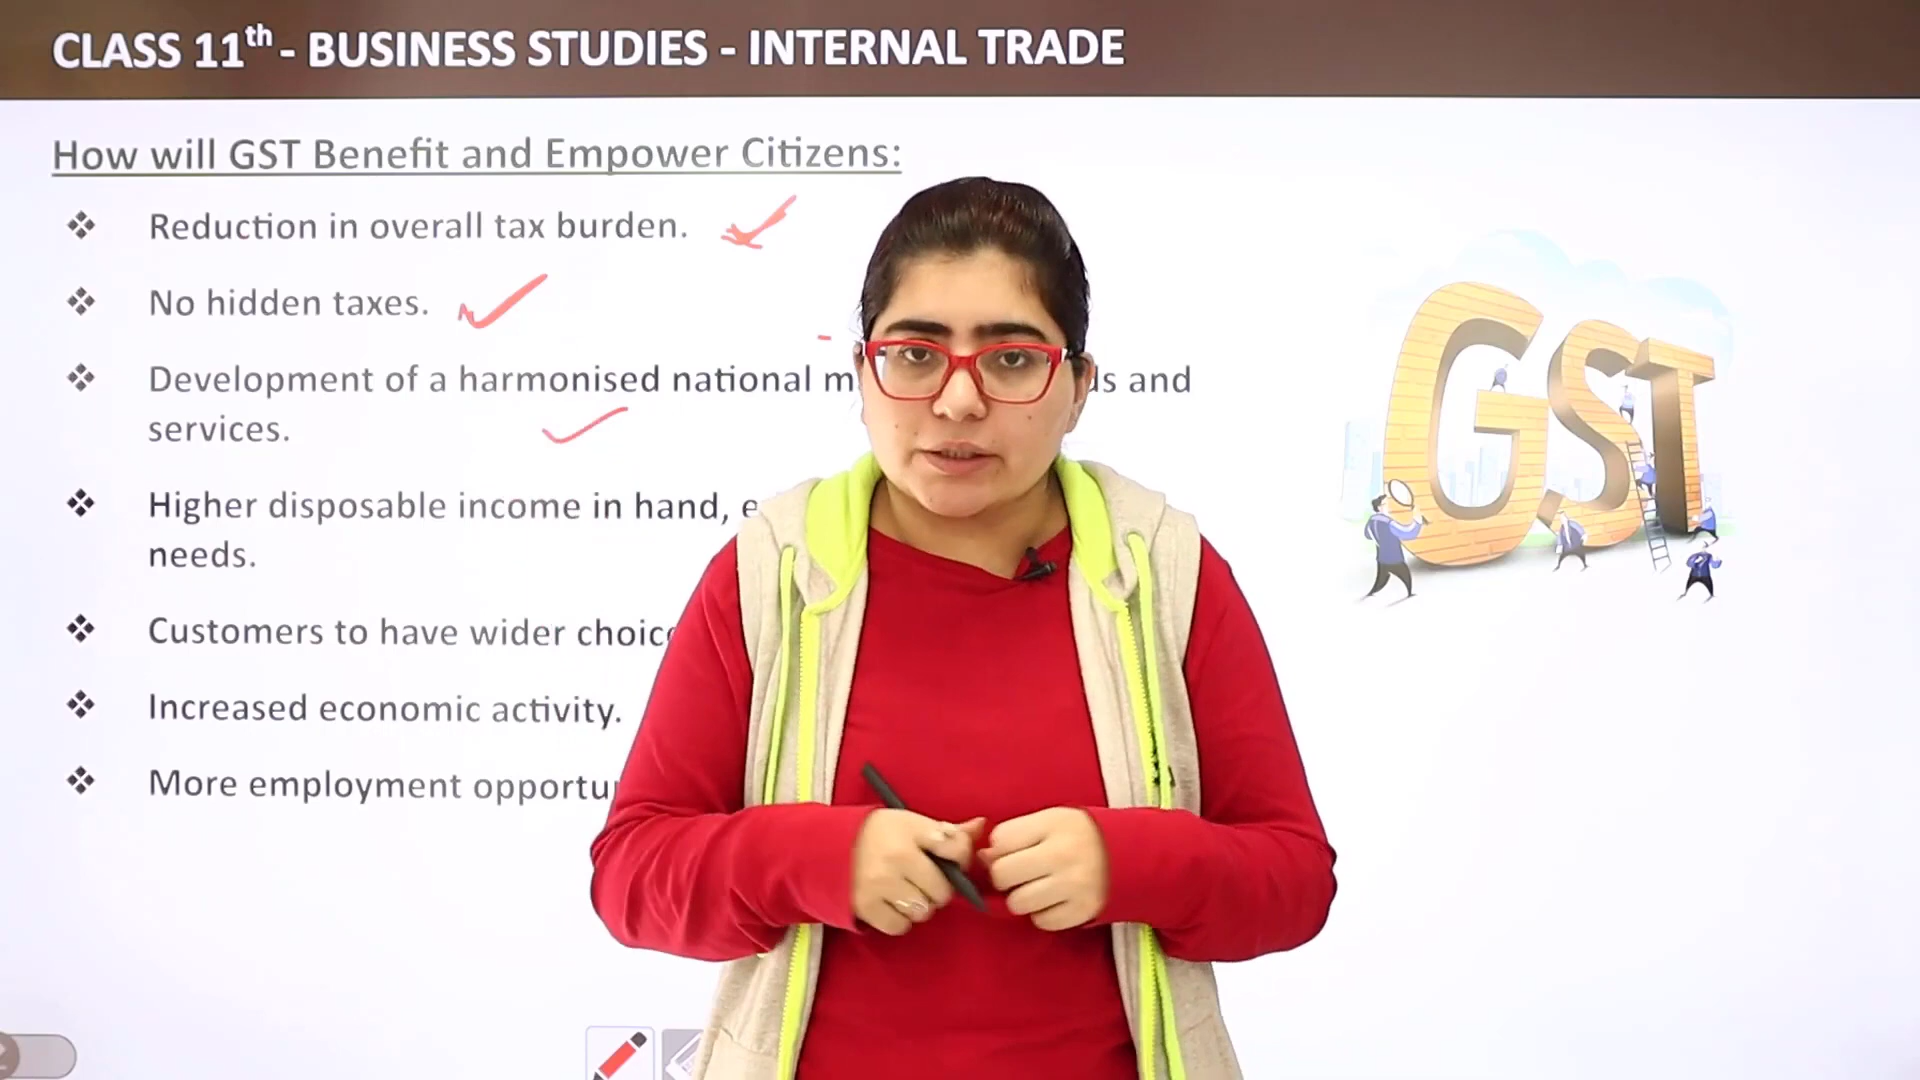 CLASS 11th - BUSINESS STUDIES - INTERNAL TRADE
How will GST Benefit and Empower Citizens:
Reduction in overall tax burden.
No hidden taxes.
Development of a harmonised national and
services.
Higher disposable income in hand,
needs.
Customers to have wider
Increased economic activity.
More employment
GST